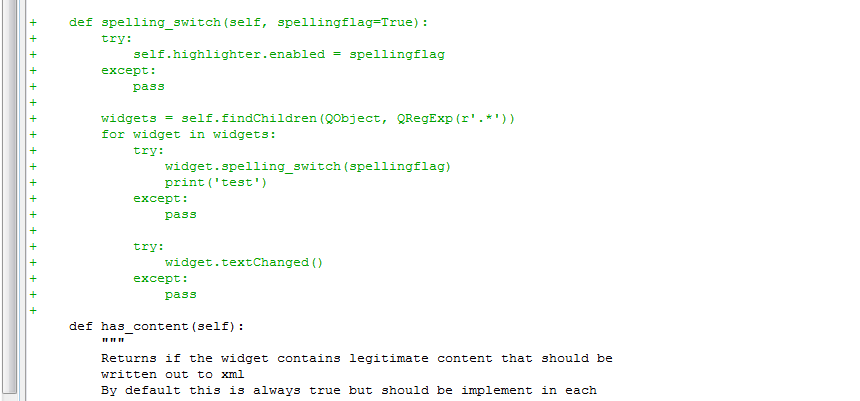 +    def spelling_switch(self, spellingflag=True):
+        try:
+            self.highlighter.enabled = spellingflag
+        except:
+            pass
+
+        widgets = self.findChildren(QObject, QRegExp(r'.*'))
+        for widget in widgets:
+            try:
+                widget.spelling_switch(spellingflag)
+                print('test')
+            except:
+                pass
+
+            try:
+                widget.textChanged()
+            except:
+                pass
+
     def has_content(self):
         """
         Returns if the widget contains legitimate content that should be
         written out to xml
         By default this is always true but should be implement in each